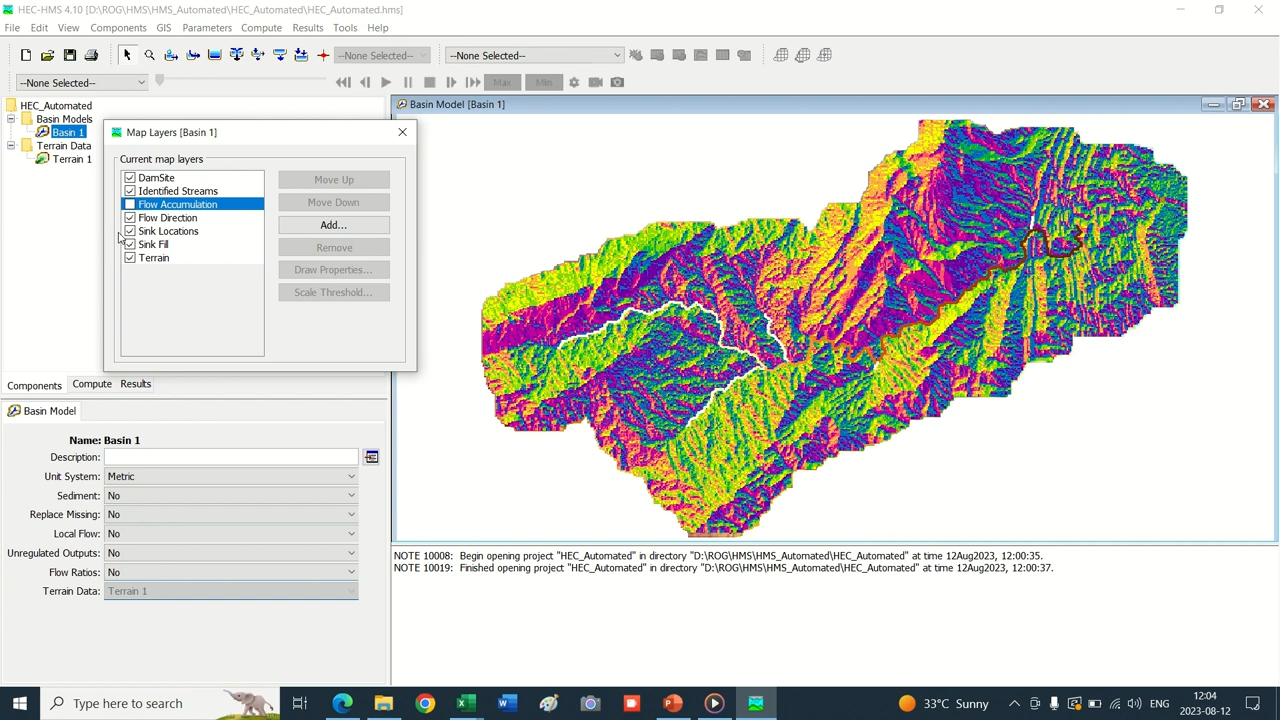 HEC-HMS 4.10 [D:\ROG\HMS\HMS_Automated\HEC_Automated\HEC_Automated.hms]
File Edit View Components GIS Parameters Compute Results Tools Help
--None Selected-- --None Selected--
--None Selected-- Max Min
HEC_Automated
Basin Models
Basin 1
Terrain Data
Terrain 1
Basin Model [Basin 1]
Map Layers [Basin 1]
Current map layers
DamSite
Identified Streams
Flow Accumulation
Flow Direction
Sink Locations
Sink Fill
Terrain
Move Up
Move Down
Add...
Remove
Draw Properties...
Scale Threshold...
Components Compute Results
Basin Model
Name: Basin 1
Description:
Unit System: Metric
Sediment: No
Replace Missing: No
Local Flow: No
Unregulated Outputs: No
Flow Ratios: No
Terrain Data: Terrain 1
NOTE 10008: Begin opening project "HEC_Automated" in directory "D:\ROG\HMS\HMS_Automated\HEC_Automated" at time 12Aug2023, 12:00:35.
NOTE 10019: Finished opening project "HEC_Automated" in directory "D:\ROG\HMS\HMS_Automated\HEC_Automated" at time 12Aug2023, 12:00:37.
Type here to search
33°C Sunny
ENG
12:04
2023-08-12